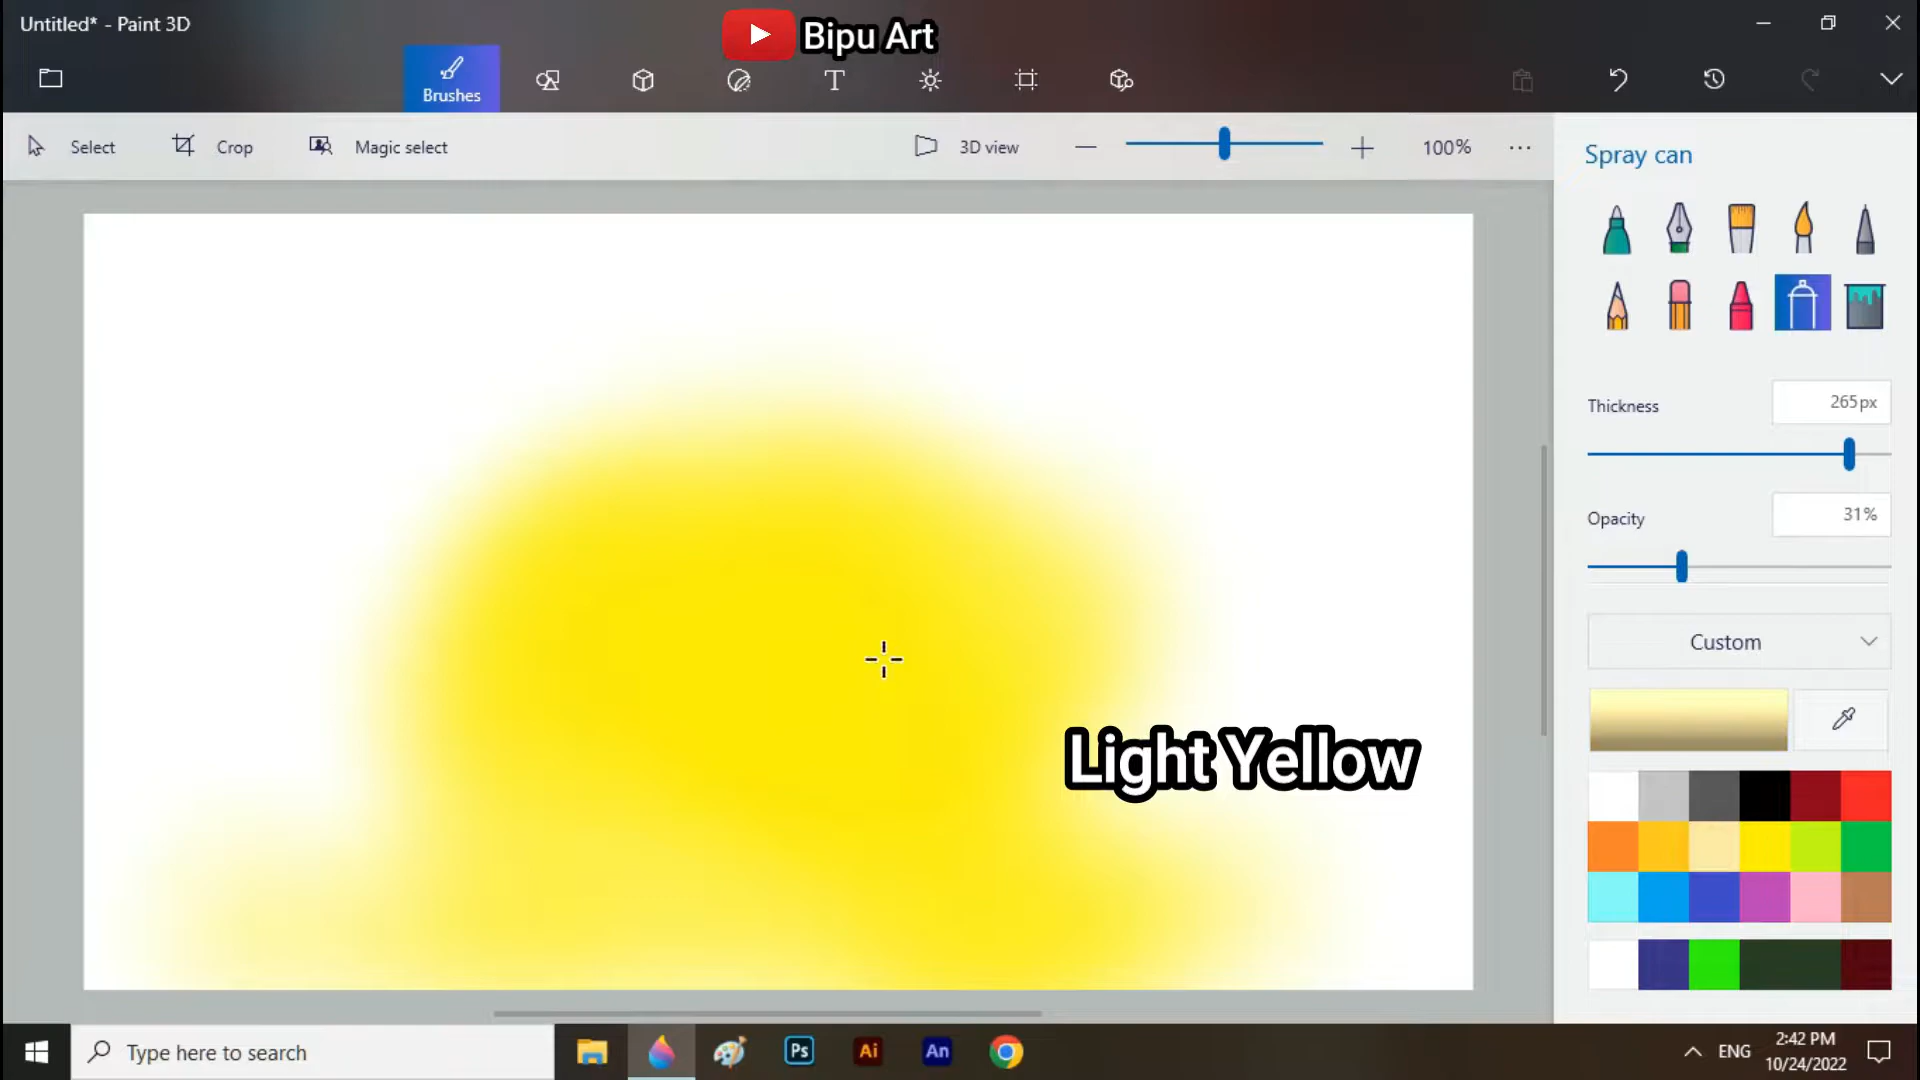 Untitled* - Paint 3D
Bipu Art
Brushes
T
Select
Crop
Magic select
3D view
100%
Spray can
Thickness
265px
Opacity
31%
Custom
Light Yellow
Type here to search
Ps
Ai
An
ENG
2:42 PM
10/24/2022